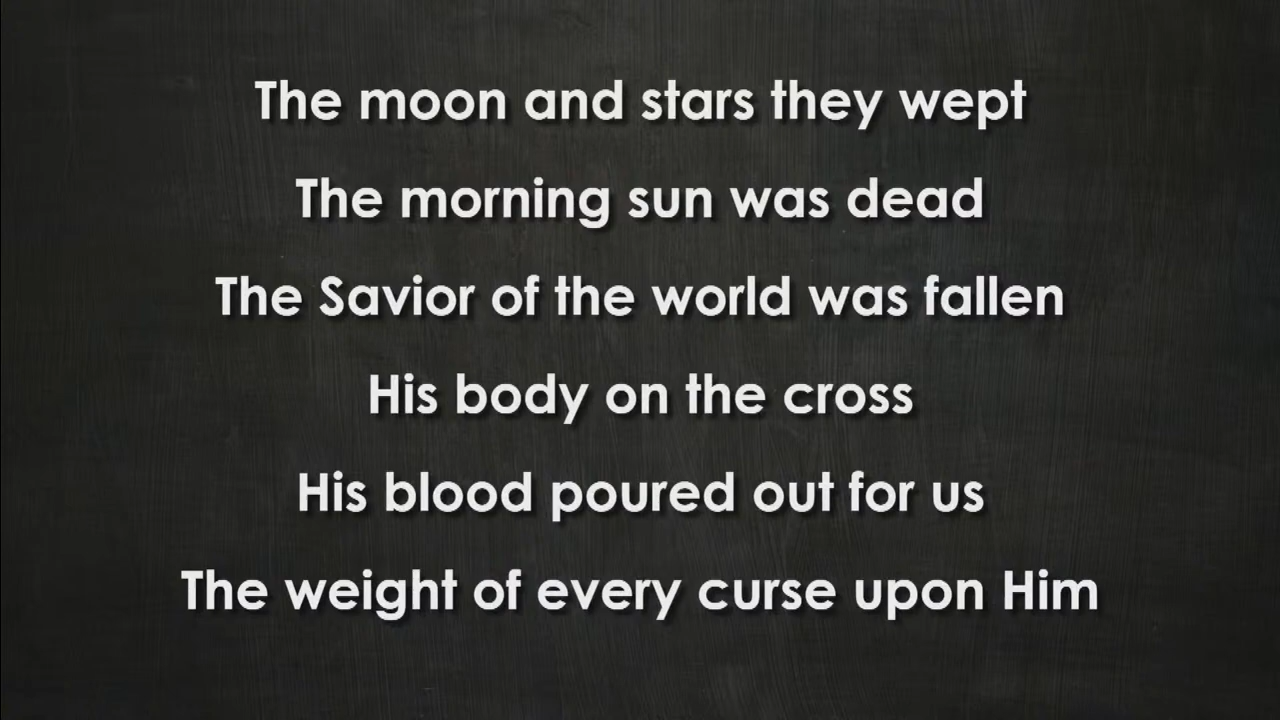 The moon and stars they wept
The morning sun was dead
The Savior of the world was fallen
His body on the cross
His blood poured out for us
The weight of every curse upon Him